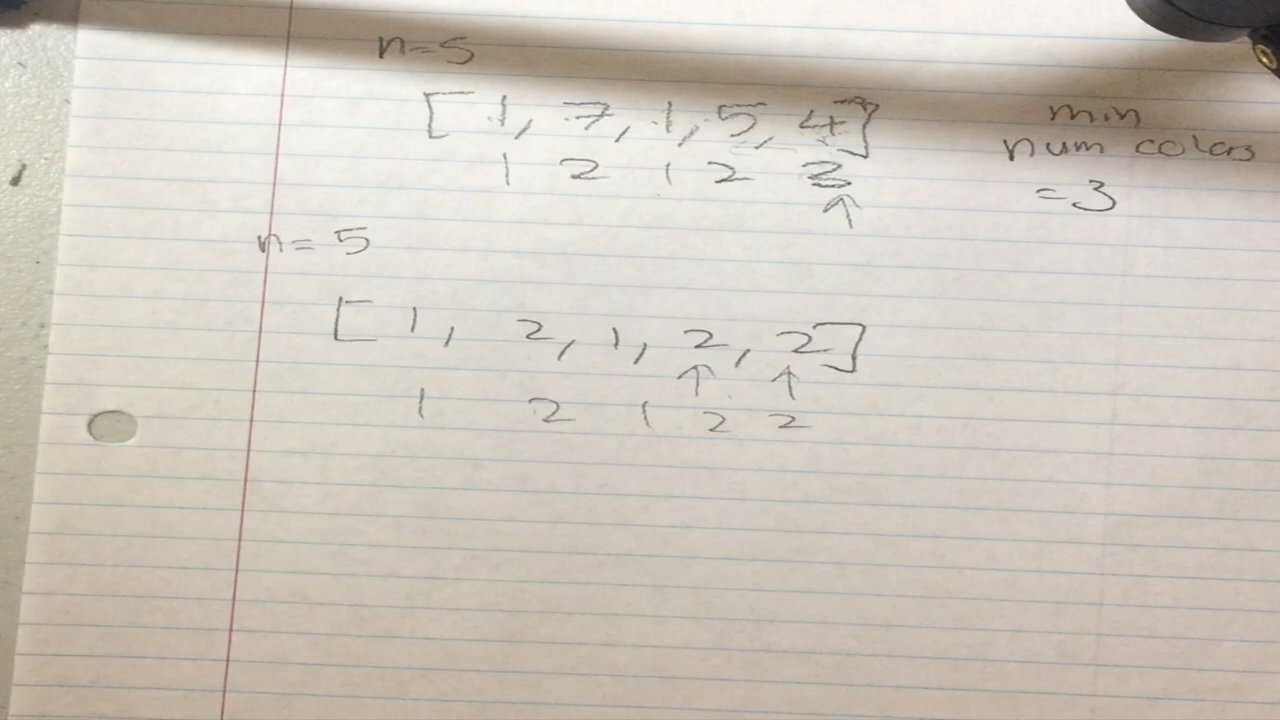 n=5
[1, 7, 1, 5, 4]
1 2 1 2 3
↑
min
num colors
=3
n= 5
[1, 2, 1, 2, 2]
↑ ↑
1 2 1 2 2